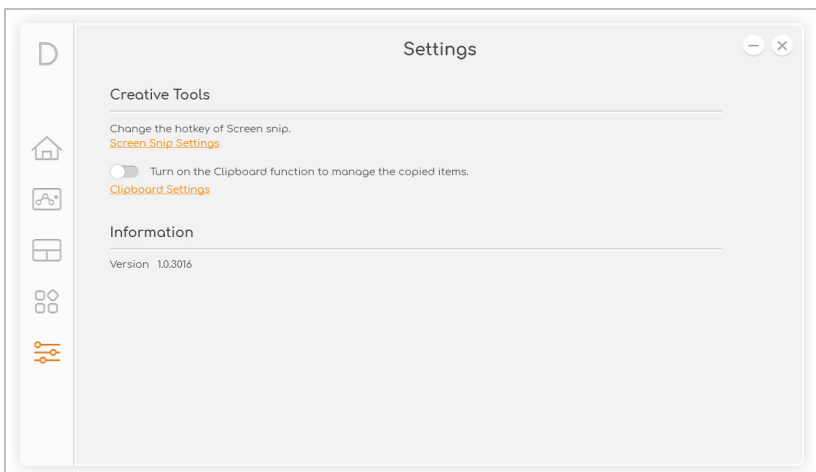 D
Settings
Creative Tools
Change the hotkey of Screen snip.
Screen Snip Settings
Turn on the Clipboard function to manage the copied items.
Clipboard Settings
Information
Version 1.0.3016